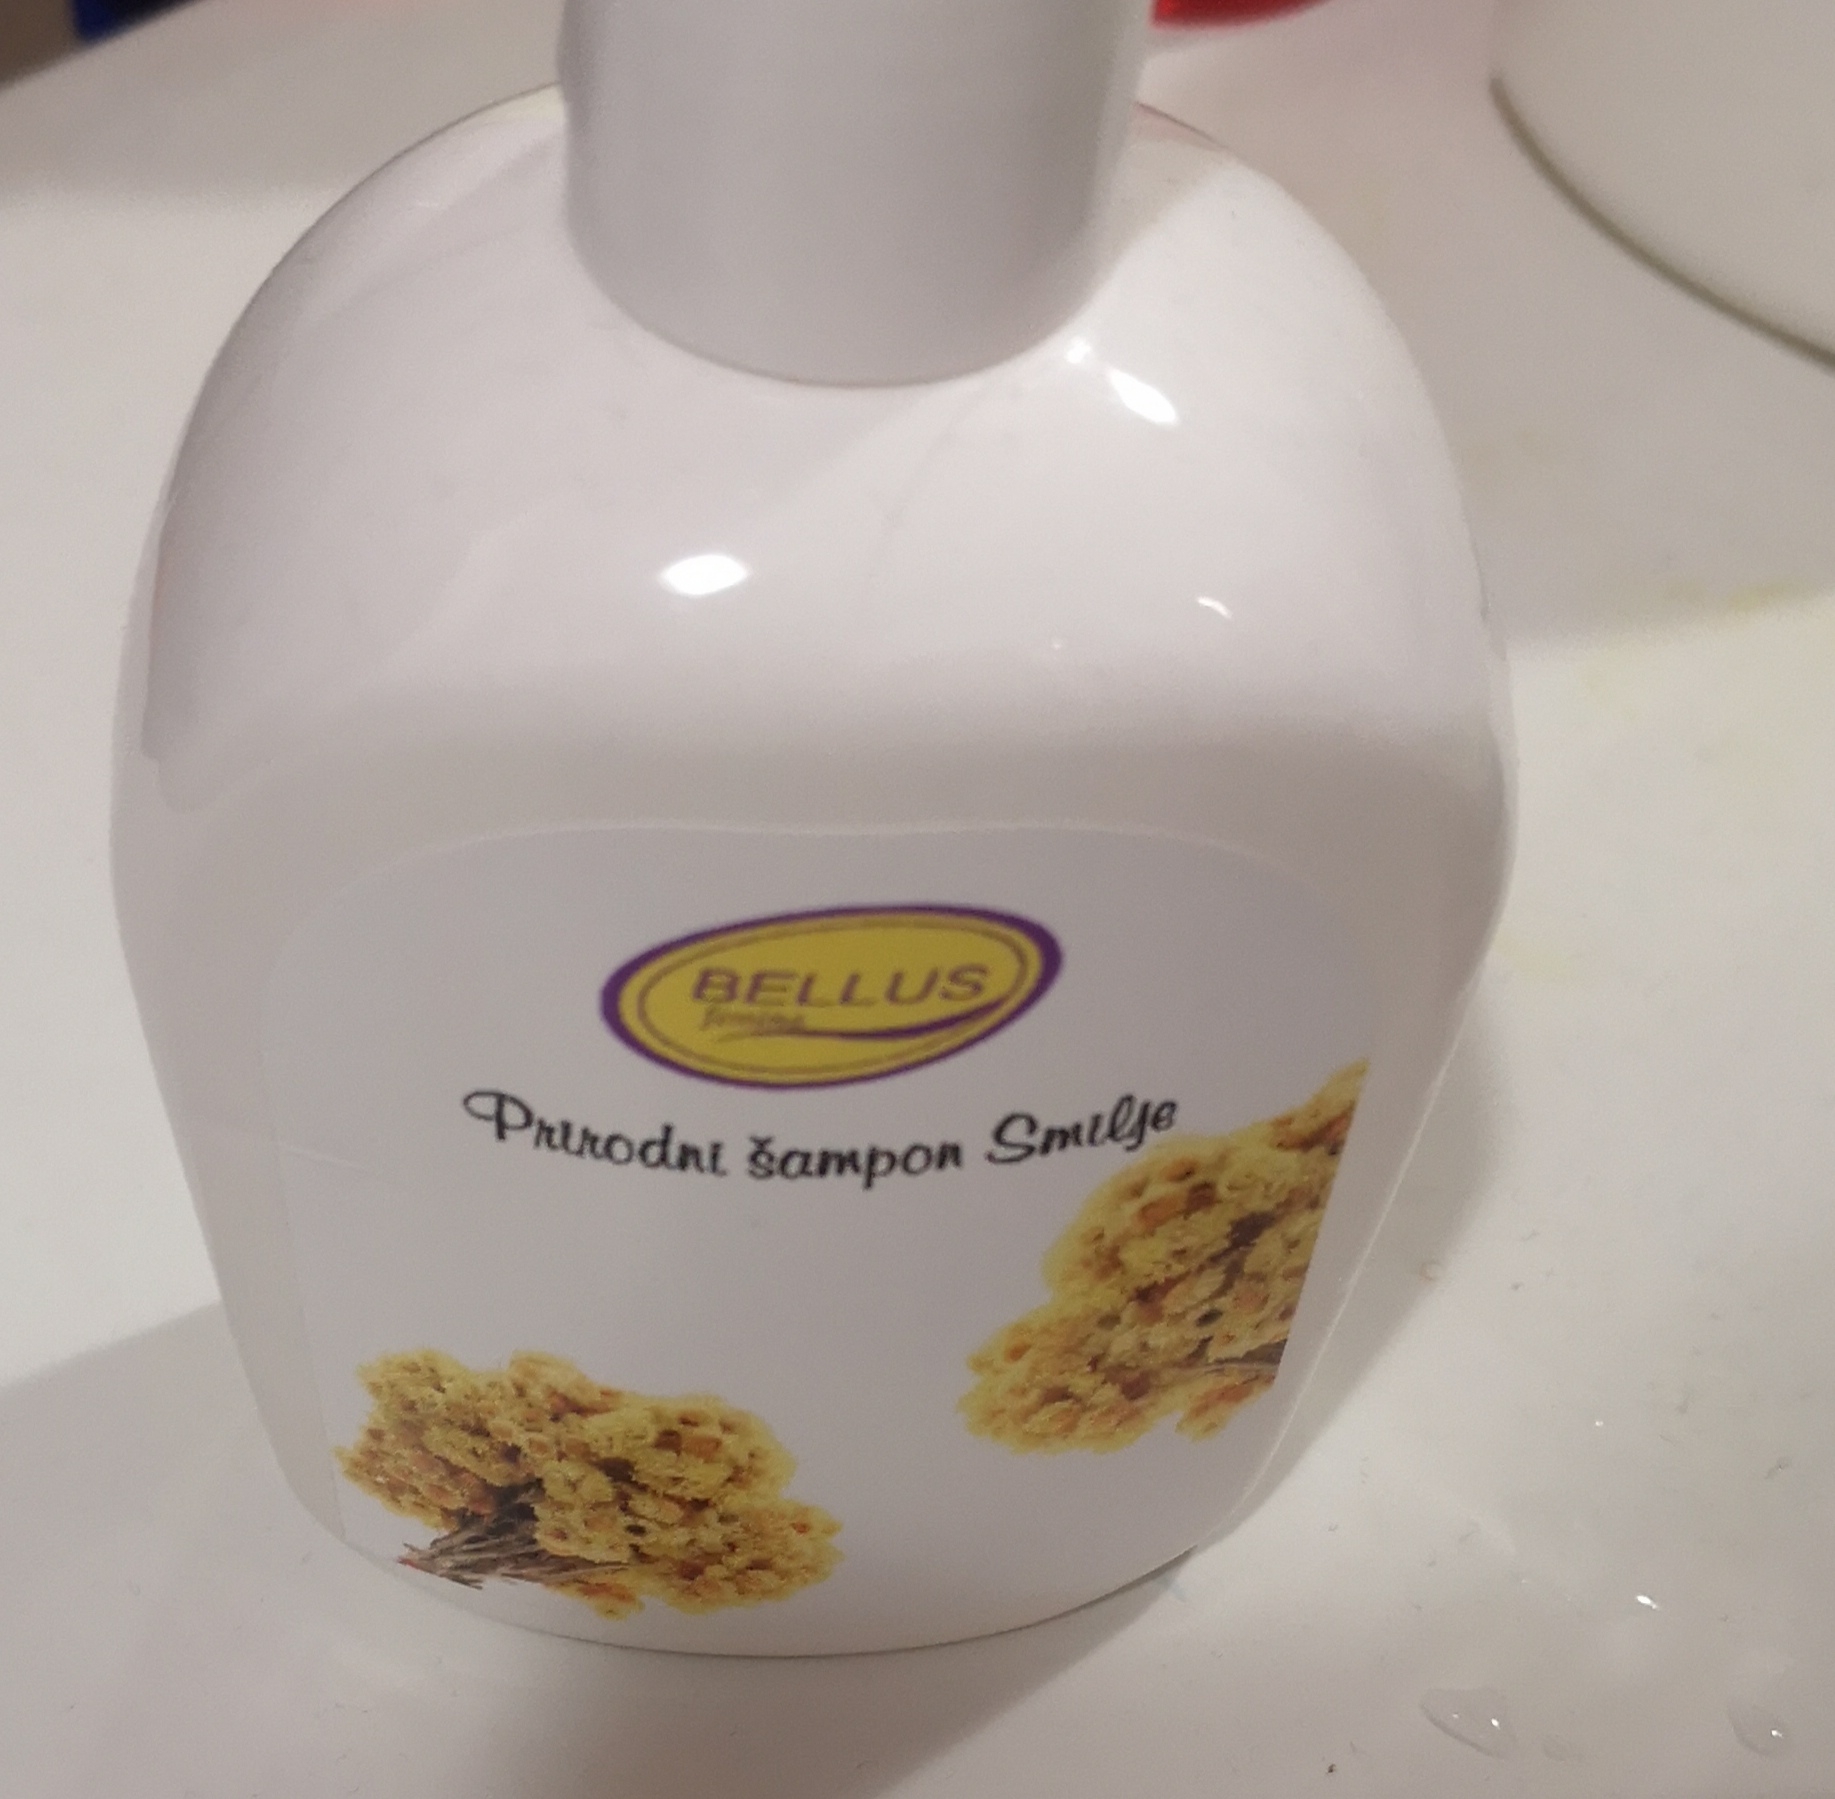 BELLUS
Prirodni šampon Smilje